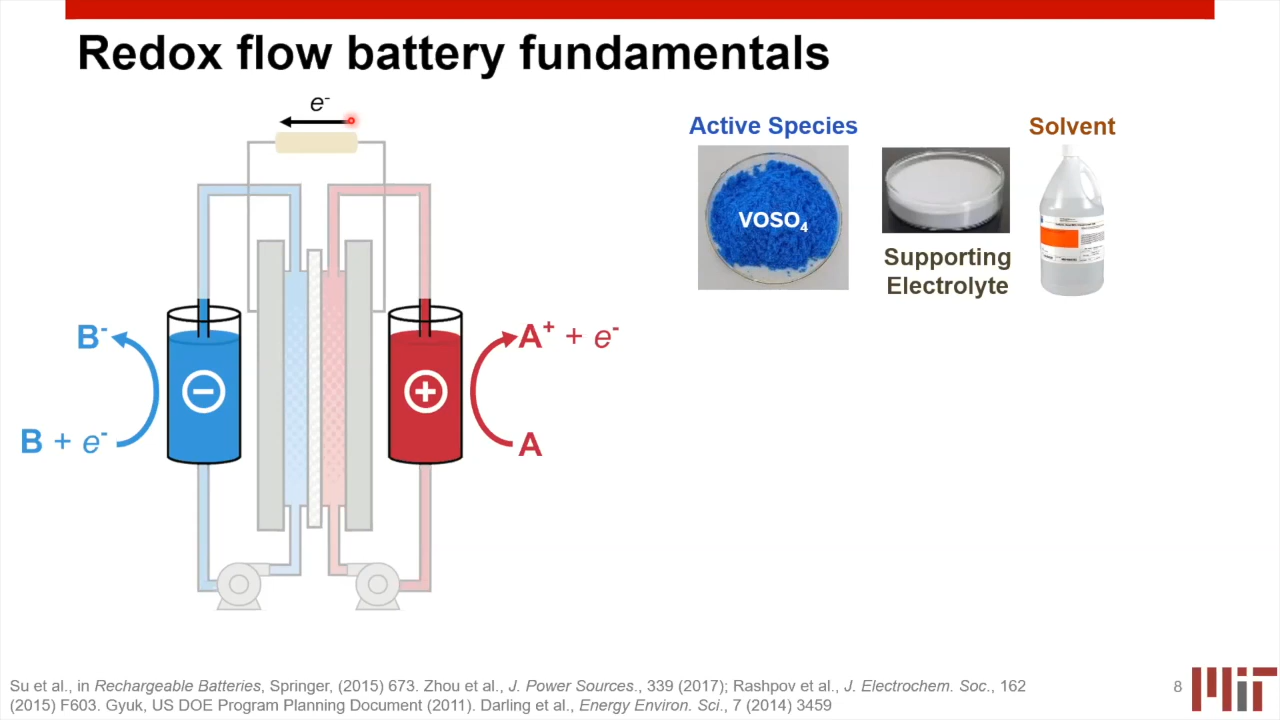 Redox flow battery fundamentals
e-
Active Species
Solvent
VOSO4
Supporting
Electrolyte
B-
A+ + e-
B + e-
A
Su et al., in Rechargeable Batteries, Springer, (2015) 673. Zhou et al., J. Power Sources., 339 (2017); Rashpov et al., J. Electrochem. Soc., 162
(2015) F603. Gyuk, US DOE Program Planning Document (2011). Darling et al., Energy Environ. Sci., 7 (2014) 3459
8
MIT